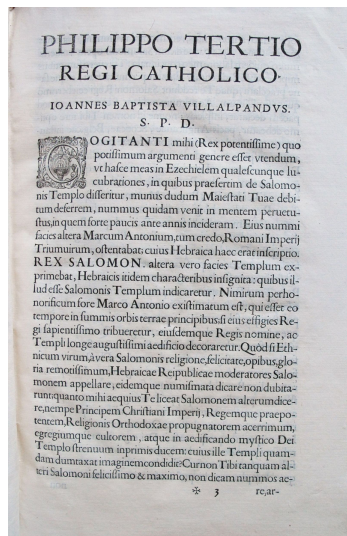 PHILIPPO TERTIO
REGI CATHOLICO·
IOANNES BAPTISTA VILLALPANDVS.
S. P. D.
COGITANTI mihi (Rex potentissime) quo
potissimum argumenti genere esset vtendum,
vt hasce meas in Ezechielem qualescunque lu-
cubrationes, in quibus praesertim de Salomo-
nis Templo disseritur, munus dudum Maiestati Tuae debi-
tum deferrem, nummus quidam venit in mentem peruetu-
stus, in quem forte paucis ante annis incideram. Eius nummi
facies altera Marcum Antonium, tum credo, Romani Imperij
Triumuirum, ostentabat: cuius Hebraica haec erat inscriptio.
REX SALOMON. altera vero facies Templum ex-
primebat, Hebraicis itidem characteribus insignita: quibus il-
lud esse Salomonis Templum indicaretur. Nimirum perho-
norificum fore Marco Antonio existimatum est, qui esset eo
tempore in summis orbis terrae principibus: si eius effigies Re-
gi sapientissimo tribueretur, eiusdemque Regis nomine, ac
Templi longe augustissimi aedificio decoraretur. Quod si Eth-
nicum virum, à vera Salomonis religione, felicitate, opibus, glo-
ria remotissimum, Hebraicae Reipublicae moderatores Salo-
monem appellare, eidemque numismata dicare non dubita-
runt: quanto mihi aequius Te liceat Salomonem alterum dice-
re, nempe Principem Christiani Imperij, Regemque praepo-
tentem, Religionis Orthodoxae propugnatorem acerrimum,
egregiumque cultorem, atque in aedificando mystico Dei
Templo strenuum inprimis ducem: cuius ille Templi quam-
dam dumtaxat imaginem condidit? Cur non Tibi tanquam al-
teri Salomoni felicissimo & maximo, non dicam nummos ae-
✠ 3 re, ar-